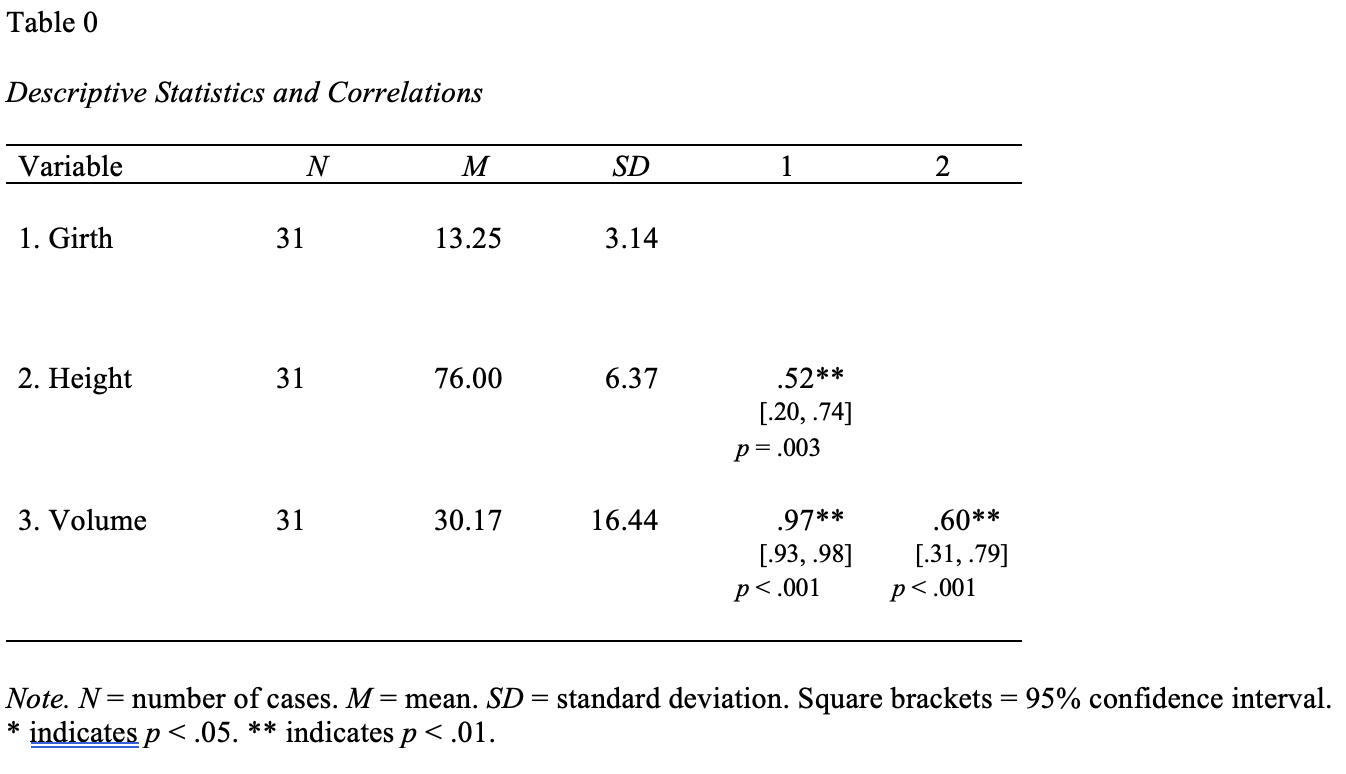 Table 0
Descriptive Statistics and Correlations
Variable N M SD 1 2
1. Girth 31 13.25 3.14
2. Height 31 76.00 6.37 .52**
[.20, .74]
p = .003
3. Volume 31 30.17 16.44 .97** .60**
[.93, .98] [.31, .79]
p < .001 p < .001
Note. N = number of cases. M = mean. SD = standard deviation. Square brackets = 95% confidence interval.
* indicates p < .05. ** indicates p < .01.